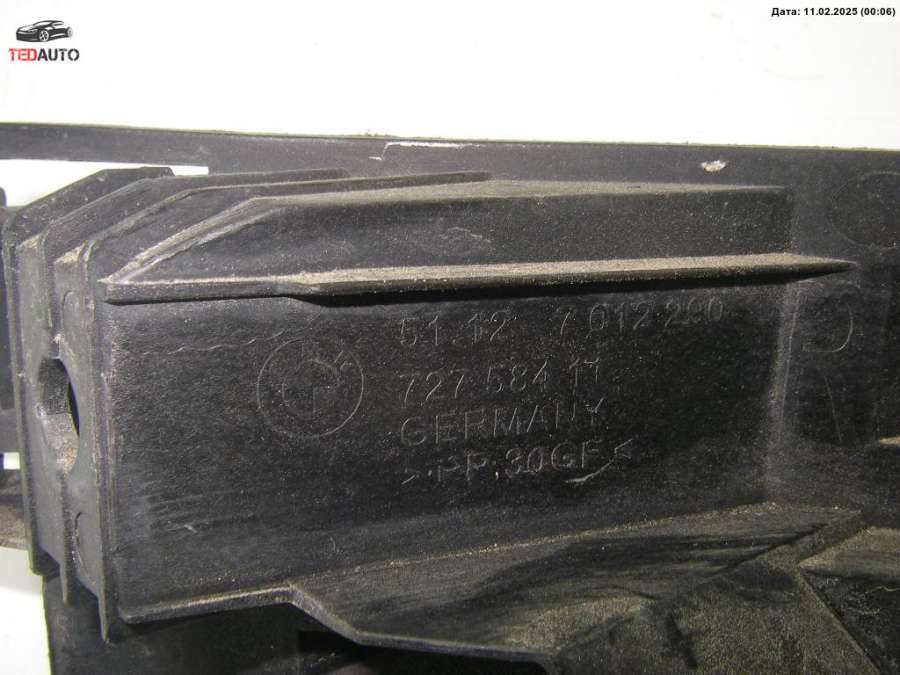 TEDAUTO
Дата: 11.02.2025 (00:06)
51.12 7 012 290
727 584 11
GERMANY
>.PP.30GF<